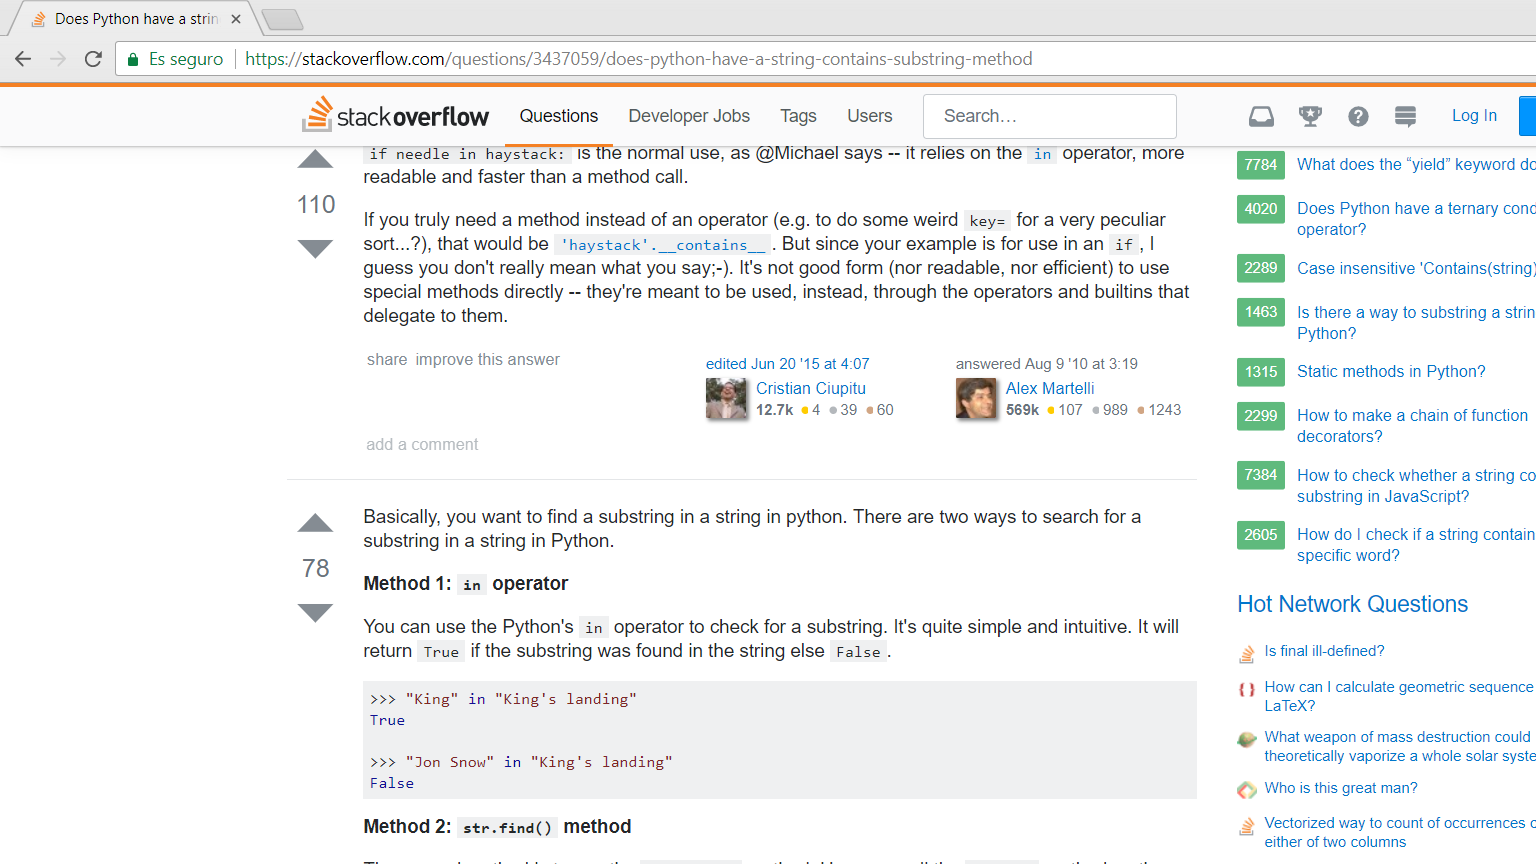 Does Python have a strin
Es seguro
https://stackoverflow.com/questions/3437059/does-python-have-a-string-contains-substring-method
stackoverflow
Questions
Developer Jobs
Tags
Users
Search...
Log In
if needle in haystack: is the normal use, as @Michael says -- it relies on the in operator, more
readable and faster than a method call.
110
If you truly need a method instead of an operator (e.g. to do some weird key= for a very peculiar
sort...?), that would be 'haystack'.__contains__ . But since your example is for use in an if , I
guess you don't really mean what you say;-). It's not good form (nor readable, nor efficient) to use
special methods directly -- they're meant to be used, instead, through the operators and builtins that
delegate to them.
share improve this answer
edited Jun 20 '15 at 4:07
Cristian Ciupitu
12.7k 4 39 60
answered Aug 9 '10 at 3:19
Alex Martelli
569k 107 989 1243
add a comment
78
Basically, you want to find a substring in a string in python. There are two ways to search for a
substring in a string in Python.
Method 1: in operator
You can use the Python's in operator to check for a substring. It's quite simple and intuitive. It will
return True if the substring was found in the string else False .
>>> "King" in "King's landing"
True
>>> "Jon Snow" in "King's landing"
False
Method 2: str.find() method
7784 What does the “yield” keyword do
4020 Does Python have a ternary cond
operator?
2289 Case insensitive 'Contains(string)
1463 Is there a way to substring a strin
Python?
1315 Static methods in Python?
2299 How to make a chain of function
decorators?
7384 How to check whether a string co
substring in JavaScript?
2605 How do I check if a string contain
specific word?
Hot Network Questions
Is final ill-defined?
How can I calculate geometric sequence
LaTeX?
What weapon of mass destruction could
theoretically vaporize a whole solar syste
Who is this great man?
Vectorized way to count of occurrences o
either of two columns